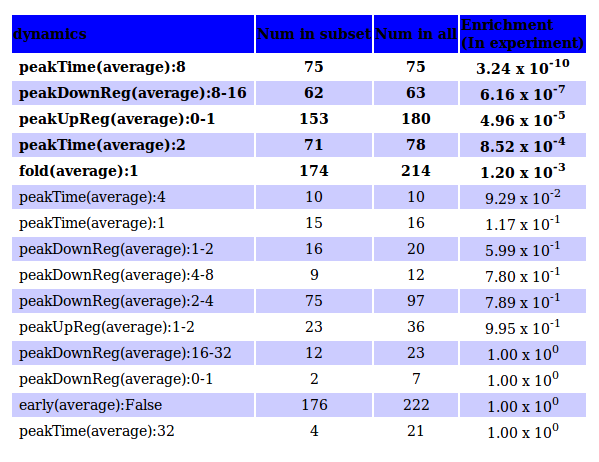 dynamics Num in subset Num in all Enrichment
(In experiment)
peakTime(average):8 75 75 3.24 x 10^-10
peakDownReg(average):8-16 62 63 6.16 x 10^-7
peakUpReg(average):0-1 153 180 4.96 x 10^-5
peakTime(average):2 71 78 8.52 x 10^-4
fold(average):1 174 214 1.20 x 10^-3
peakTime(average):4 10 10 9.29 x 10^-2
peakTime(average):1 15 16 1.17 x 10^-1
peakDownReg(average):1-2 16 20 5.99 x 10^-1
peakDownReg(average):4-8 9 12 7.80 x 10^-1
peakDownReg(average):2-4 75 97 7.89 x 10^-1
peakUpReg(average):1-2 23 36 9.95 x 10^-1
peakDownReg(average):16-32 12 23 1.00 x 10^0
peakDownReg(average):0-1 2 7 1.00 x 10^0
early(average):False 176 222 1.00 x 10^0
peakTime(average):32 4 21 1.00 x 10^0